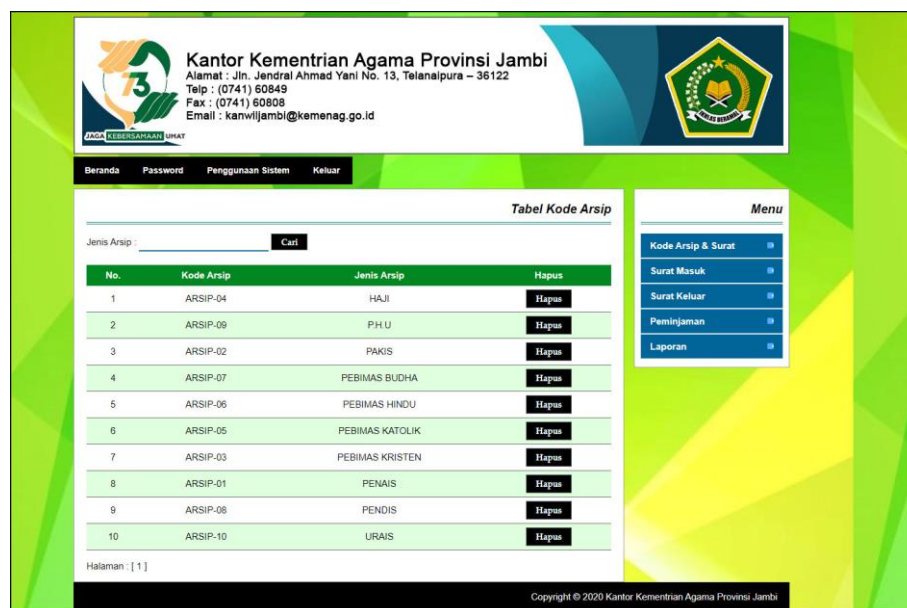 Kantor Kementrian Agama Provinsi Jambi
Alamat : Jln. Jendral Ahmad Yani No. 13, Telanaipura – 36122
Telp : (0741) 60849
Fax : (0741) 60808
Email : kanwiljambi@kemenag.go.id
73
JAGA KEBERSAMAAN UMAT
IKHLAS BERAMAL
Beranda Password Penggunaan Sistem Keluar
Tabel Kode Arsip
Jenis Arsip : Cari
No. Kode Arsip Jenis Arsip Hapus
1 ARSIP-04 HAJI Hapus
2 ARSIP-09 P.H.U Hapus
3 ARSIP-02 PAKIS Hapus
4 ARSIP-07 PEBIMAS BUDHA Hapus
5 ARSIP-06 PEBIMAS HINDU Hapus
6 ARSIP-05 PEBIMAS KATOLIK Hapus
7 ARSIP-03 PEBIMAS KRISTEN Hapus
8 ARSIP-01 PENAIS Hapus
9 ARSIP-08 PENDIS Hapus
10 ARSIP-10 URAIS Hapus
Halaman : [ 1 ]
Menu
Kode Arsip & Surat
Surat Masuk
Surat Keluar
Peminjaman
Laporan
Copyright © 2020 Kantor Kementrian Agama Provinsi Jambi